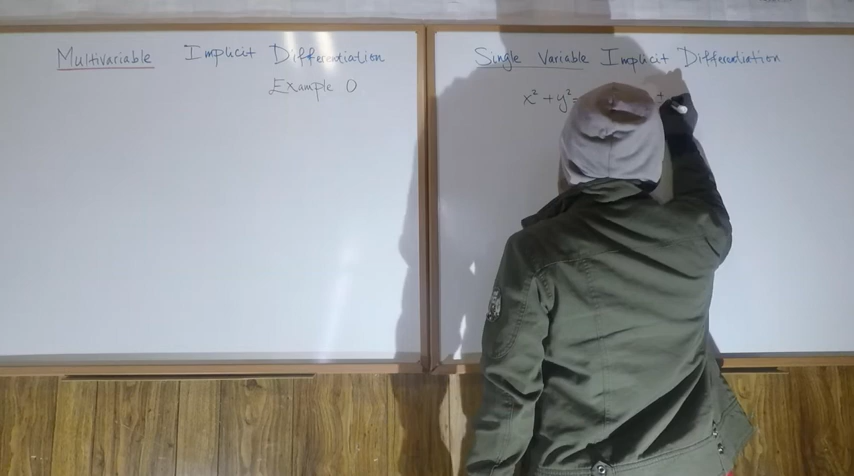 Multivariable Implicit Differentiation
Example 0
Single Variable Implicit Differentiation
x² + y² =